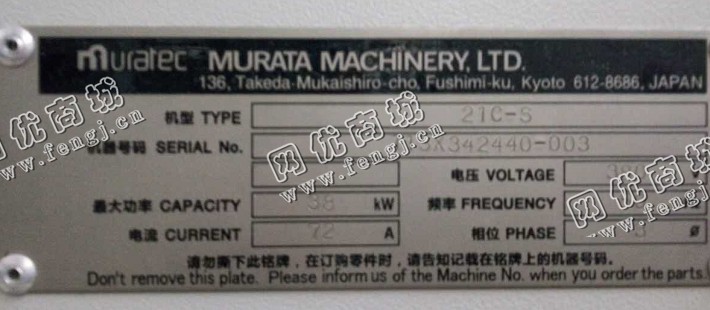 muratec MURATA MACHINERY, LTD.
136, Takeda-Mukaishiro-cho, Fushimi-ku, Kyoto 612-8686, JAPAN
机型 TYPE 21C-S
机器号码 SERIAL No. 342440-003
电压 VOLTAGE
最大功率 CAPACITY 38 kW 频率 FREQUENCY
电流 CURRENT 72 A 相位 PHASE 3 ø
请勿撕下此铭牌。在订购零件时,请告知记载在铭牌上的机器号码.
Don't remove this plate. Please inform us of the Machine No. when you order the parts.
网优商城
www.fengj.cn
网优商城
www.fengj.cn
网优商城
www.fengj.cn